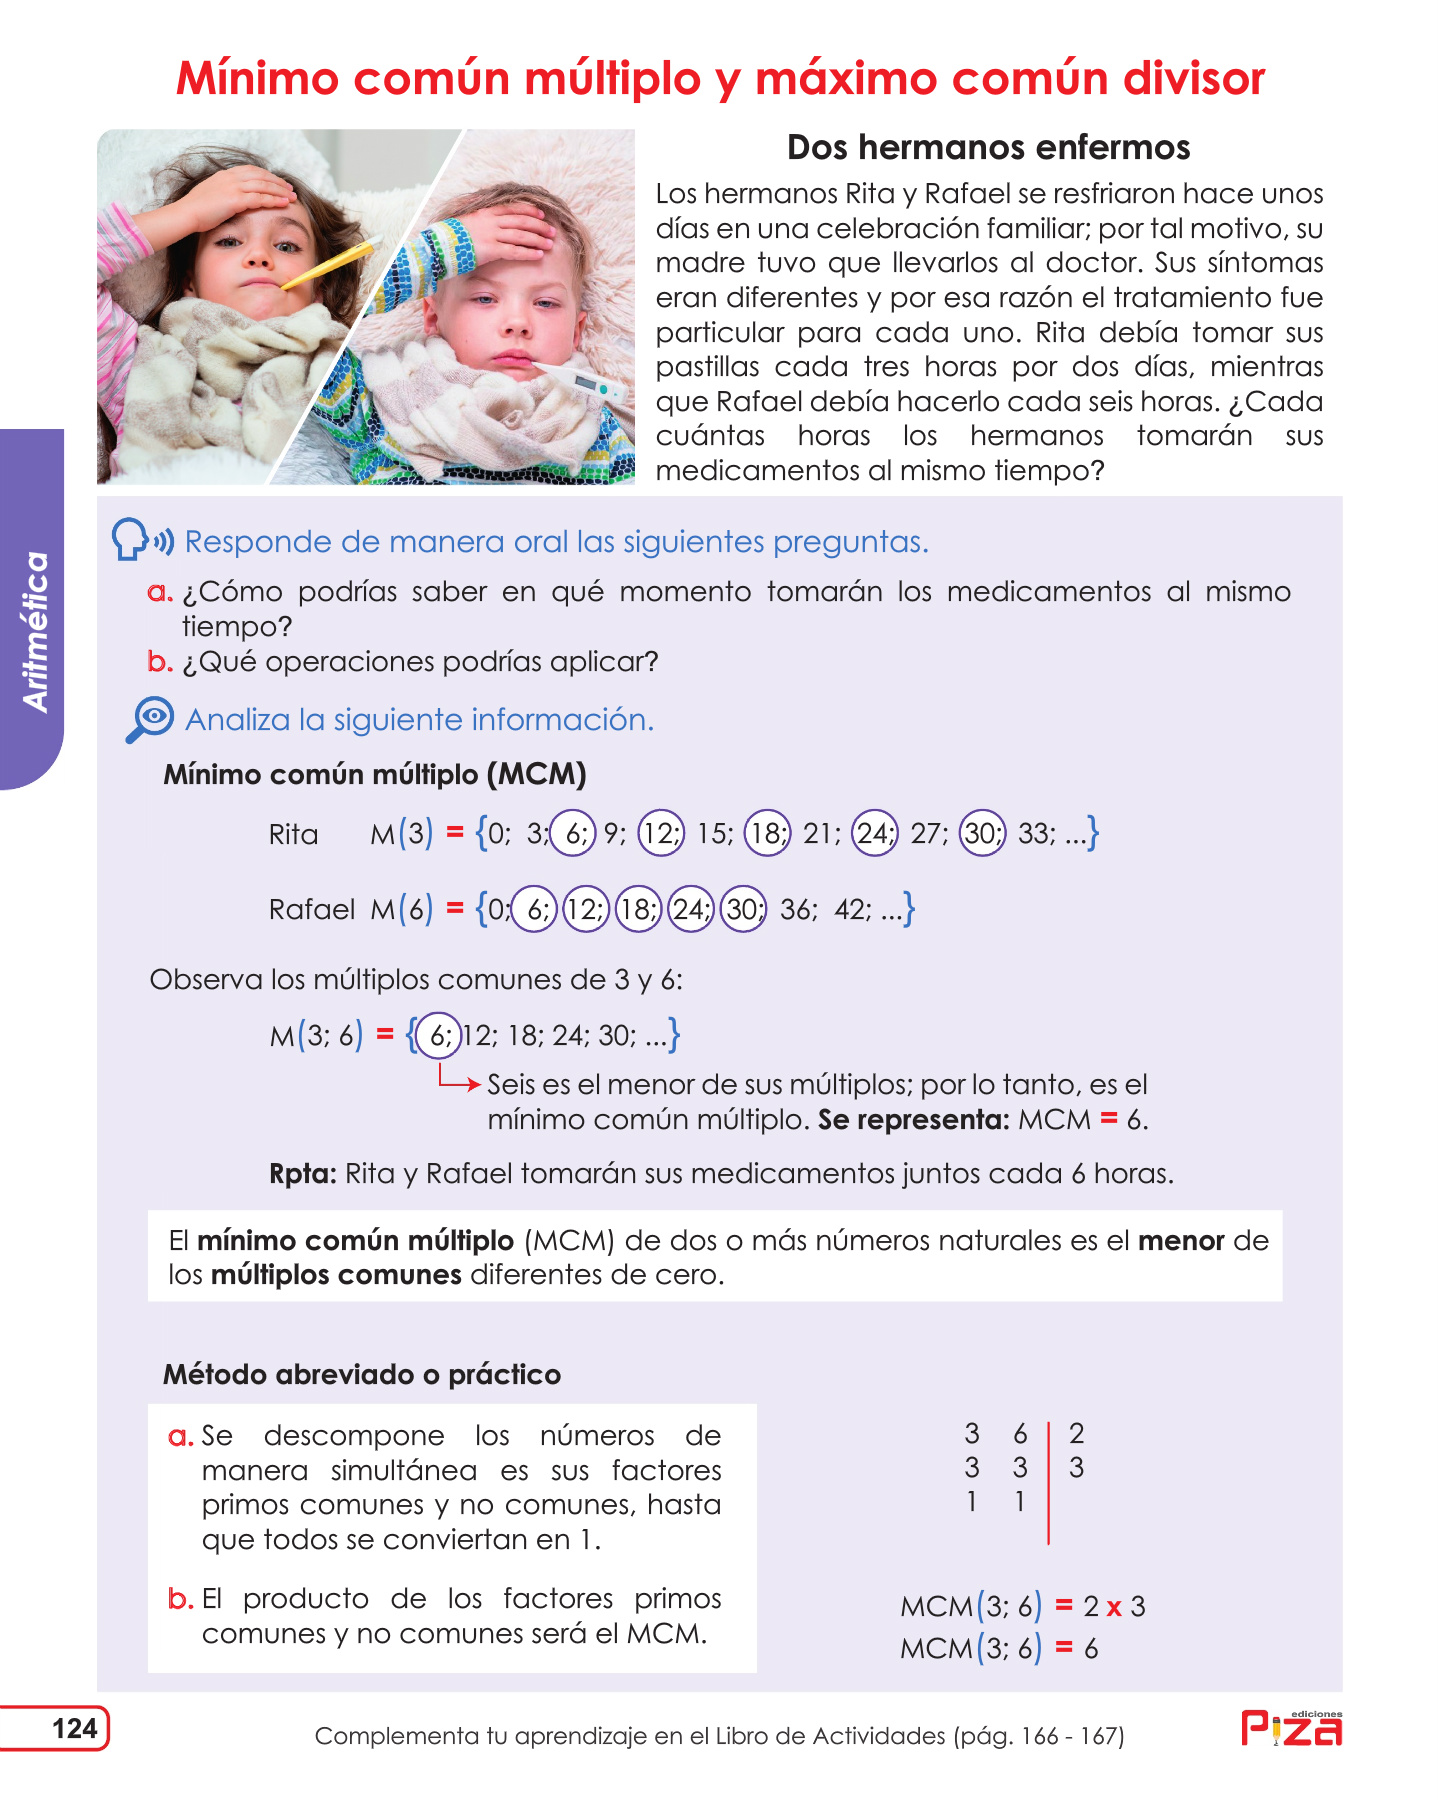 Mínimo común múltiplo y máximo común divisor
Dos hermanos enfermos
Los hermanos Rita y Rafael se resfriaron hace unos
días en una celebración familiar; por tal motivo, su
madre tuvo que llevarlos al doctor. Sus síntomas
eran diferentes y por esa razón el tratamiento fue
particular para cada uno. Rita debía tomar sus
pastillas cada tres horas por dos días, mientras
que Rafael debía hacerlo cada seis horas. ¿Cada
cuántas horas los hermanos tomarán sus
medicamentos al mismo tiempo?
Aritmética
Responde de manera oral las siguientes preguntas.
a. ¿Cómo podrías saber en qué momento tomarán los medicamentos al mismo
tiempo?
b. ¿Qué operaciones podrías aplicar?
Analiza la siguiente información.
Mínimo común múltiplo (MCM)
Rita M(3) = {0; 3; 6; 9; 12; 15; 18; 21; 24; 27; 30; 33; ...}
Rafael M(6) = {0; 6; 12; 18; 24; 30; 36; 42; ...}
Observa los múltiplos comunes de 3 y 6:
M(3; 6) = { 6; 12; 18; 24; 30; ...}
Seis es el menor de sus múltiplos; por lo tanto, es el
mínimo común múltiplo. Se representa: MCM = 6.
Rpta: Rita y Rafael tomarán sus medicamentos juntos cada 6 horas.
El mínimo común múltiplo (MCM) de dos o más números naturales es el menor de
los múltiplos comunes diferentes de cero.
Método abreviado o práctico
a. Se descompone los números de
manera simultánea es sus factores
primos comunes y no comunes, hasta
que todos se conviertan en 1.
b. El producto de los factores primos
comunes y no comunes será el MCM.
3 6 2
3 3 3
1 1
MCM(3; 6) = 2 x 3
MCM(3; 6) = 6
124
Complementa tu aprendizaje en el Libro de Actividades (pág. 166 - 167)
ediciones
Piza